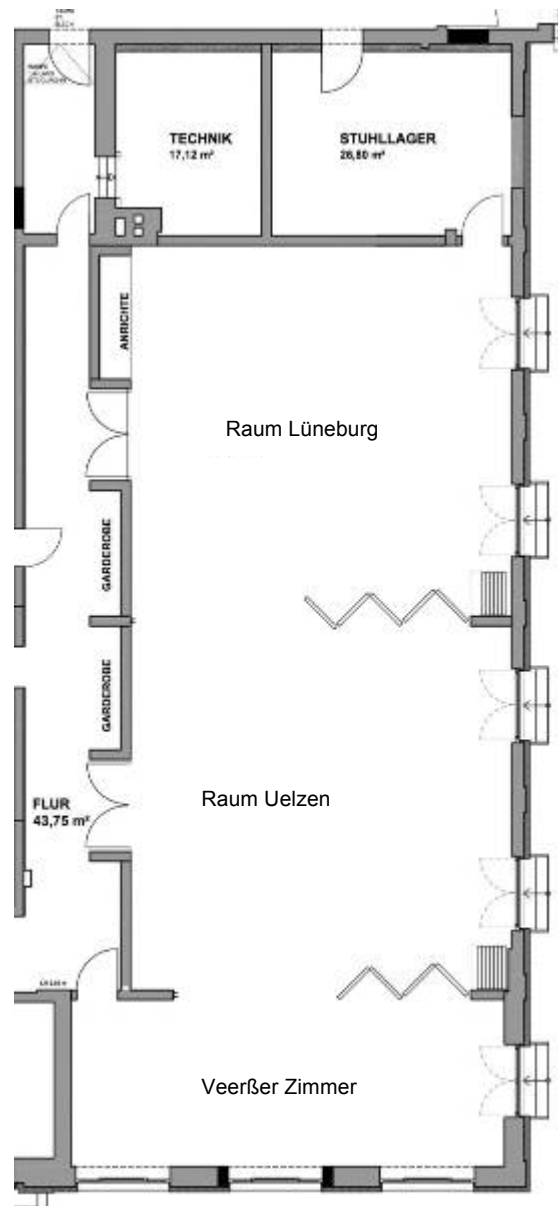 TECHNIK
17,12 m²
STUHLLAGER
26,80 m²
ANRICHTE
Raum Lüneburg
GARDEROBE
GARDEROBE
Raum Uelzen
FLUR
43,75 m²
Veerßer Zimmer